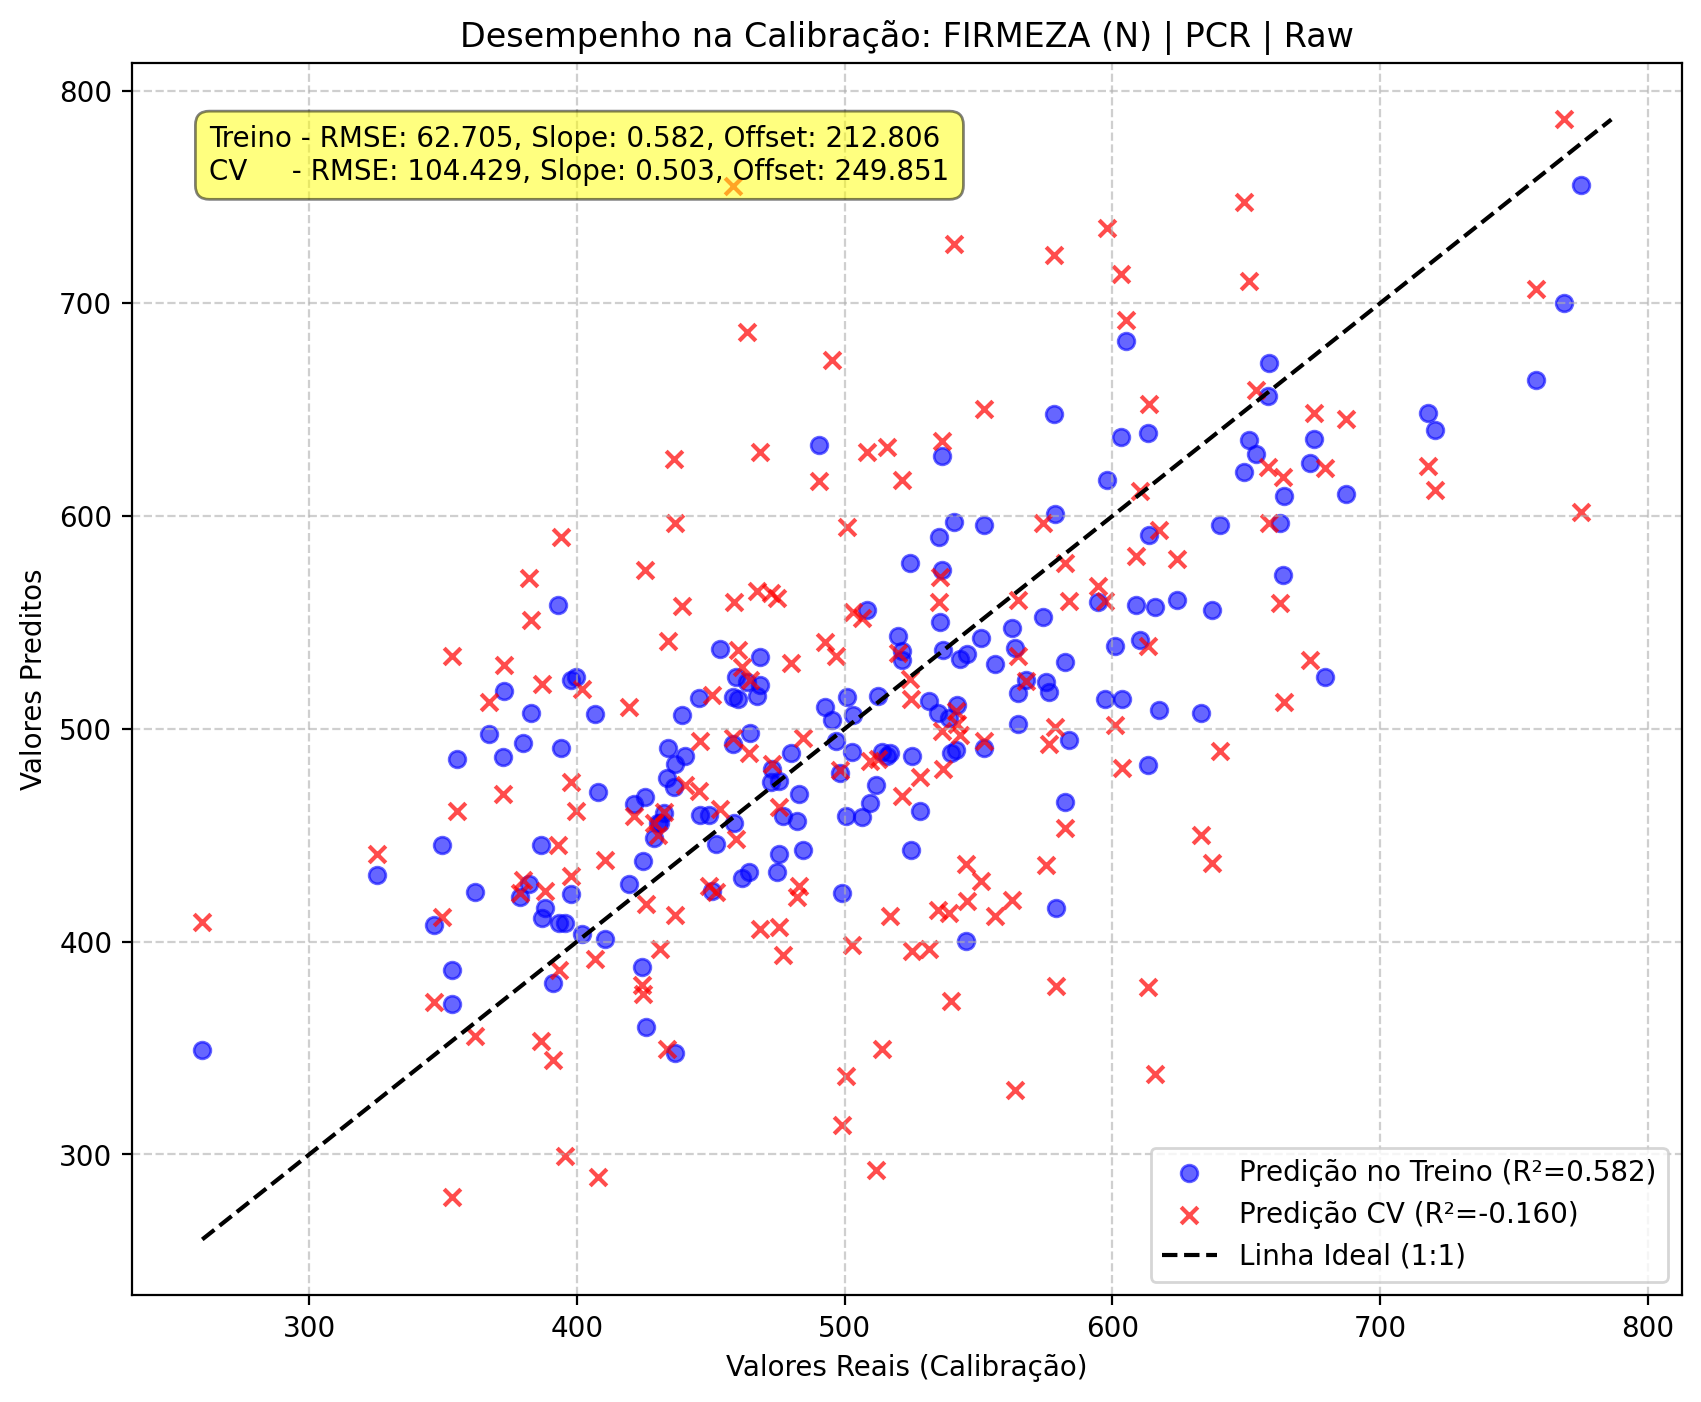 Desempenho na Calibração: FIRMEZA (N) | PCR | Raw
Treino - RMSE: 62.705, Slope: 0.582, Offset: 212.806
CV - RMSE: 104.429, Slope: 0.503, Offset: 249.851
800
700
600
500
400
300
Valores Preditos
Predição no Treino (R²=0.582)
Predição CV (R²=-0.160)
Linha Ideal (1:1)
300 400 500 600 700 800
Valores Reais (Calibração)